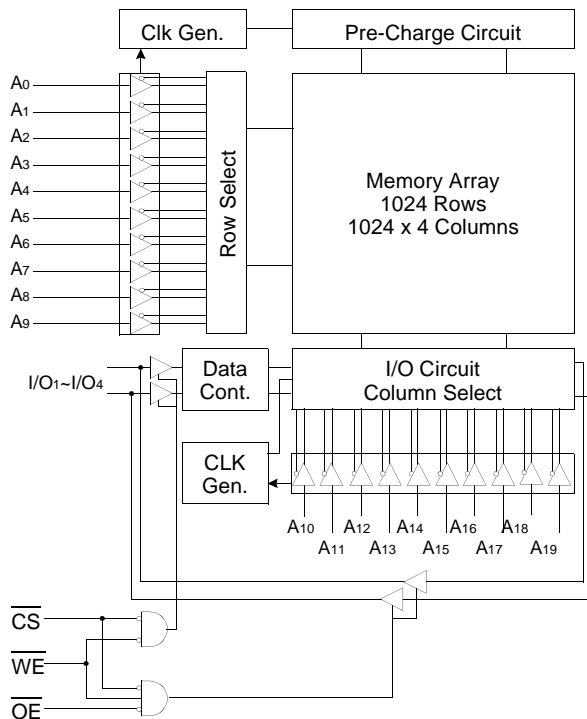 Clk Gen.
Pre-Charge Circuit
A0
A1
A2
A3
A4
A5
A6
A7
A8
A9
Row Select
Memory Array
1024 Rows
1024 x 4 Columns
I/O1~I/O4
Data
Cont.
I/O Circuit
Column Select
CLK
Gen.
A10 A12 A14 A16 A18
A11 A13 A15 A17 A19
CS
WE
OE